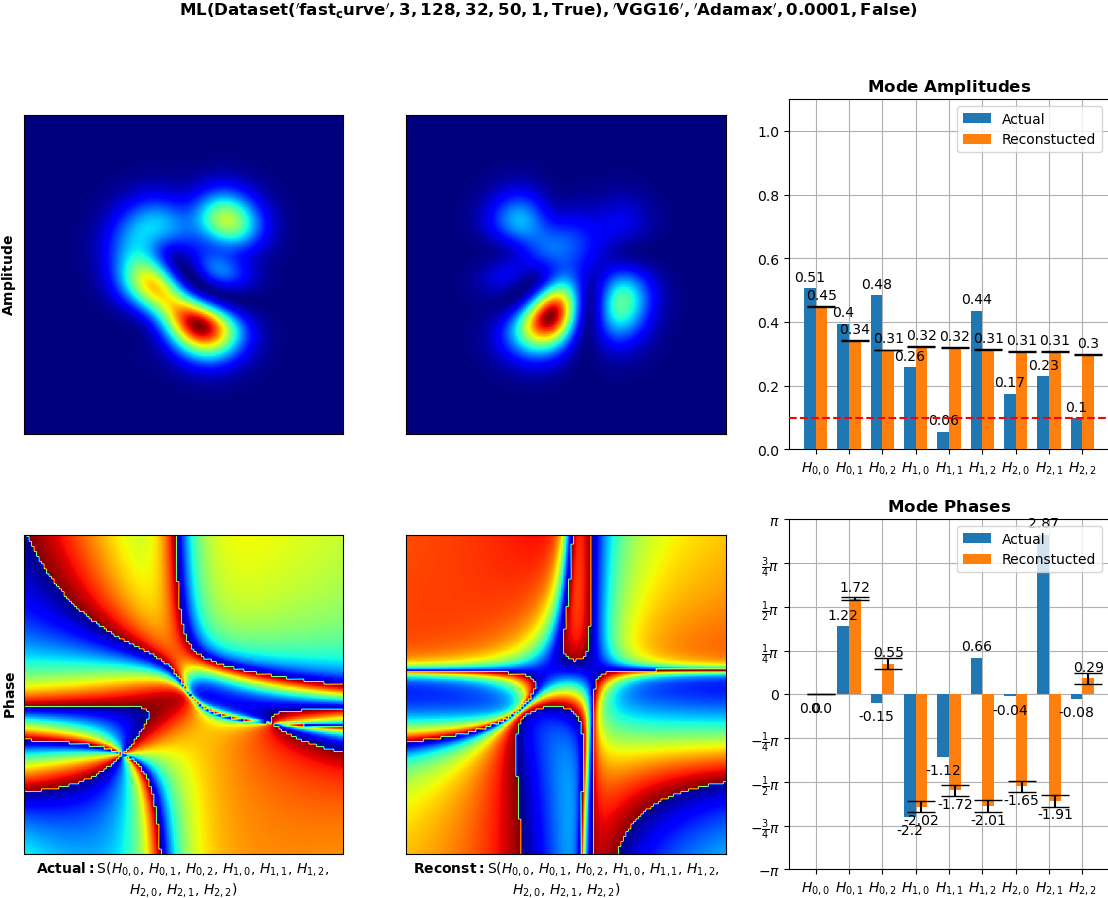 ML(Dataset('fast_curve', 3, 128, 32, 50, 1, True), 'VGG16', 'Adamax', 0.0001, False)
Amplitude
Mode Amplitudes
Actual
Reconstucted
1.0
0.8
0.6
0.4
0.2
0.0
0.51
0.45
0.4
0.34
0.48
0.31
0.26
0.32
0.06
0.32
0.44
0.31
0.17
0.31
0.23
0.31
0.1
0.3
H0,0 H0,1 H0,2 H1,0 H1,1 H1,2 H2,0 H2,1 H2,2
Phase
Actual: S(H0,0, H0,1, H0,2, H1,0, H1,1, H1,2,
H2,0, H2,1, H2,2)
Reconst: S(H0,0, H0,1, H0,2, H1,0, H1,1, H1,2,
H2,0, H2,1, H2,2)
Mode Phases
Actual
Reconstucted
π
3/4π
1/2π
1/4π
0
−1/4π
−1/2π
−3/4π
−π
0.0
0.0
1.22
1.72
-0.15
0.55
-2.2
-2.02
-1.12
-1.72
0.66
-2.01
-0.04
-1.65
2.87
-1.91
-0.08
0.29
H0,0 H0,1 H0,2 H1,0 H1,1 H1,2 H2,0 H2,1 H2,2